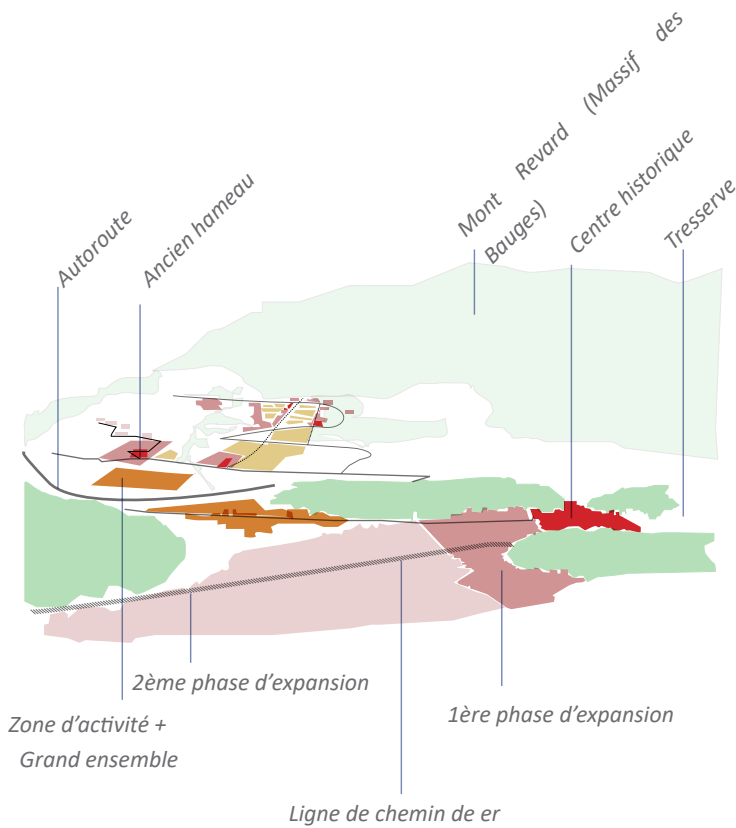 Autoroute
Ancien hameau
Mont Revard (Massif des
Bauges)
Centre historique
Tresserve
2ème phase d’expansion
1ère phase d’expansion
Zone d’activité +
Grand ensemble
Ligne de chemin de er